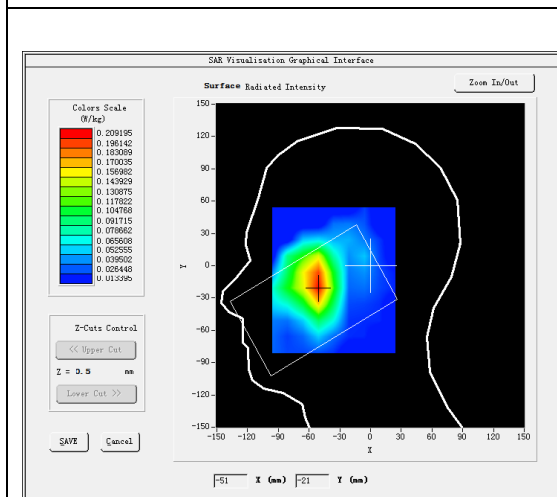 SAR Visualisation Graphical Interface
Surface Radiated Intensity
Zoom In/Out
Colors Scale
(W/kg)
0.209195
0.196142
0.183089
0.170035
0.156982
0.143929
0.130875
0.117822
0.104768
0.091715
0.078662
0.065608
0.052555
0.039502
0.026448
0.013395
150
120
90
60
30
0
-30
-60
-90
-120
-150
Y
-150 -120 -90 -60 -30 0 30 60 90 120 150
X
Z-Cuts Control
<< Upper Cut
Z = 0.5 mm
Lower Cut >>
SAVE Cancel
-51 X (mm) -21 Y (mm)